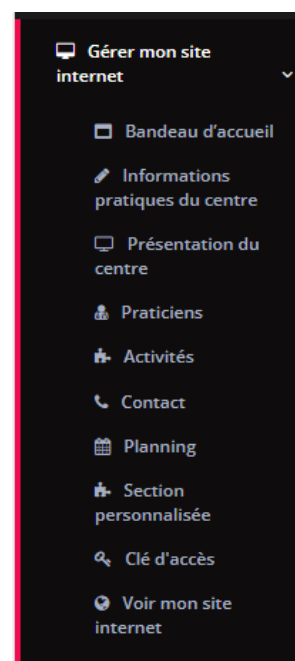 Gérer mon site
internet
Bandeau d’accueil
Informations
pratiques du centre
Présentation du
centre
Praticiens
Activités
Contact
Planning
Section
personnalisée
Clé d'accès
Voir mon site
internet